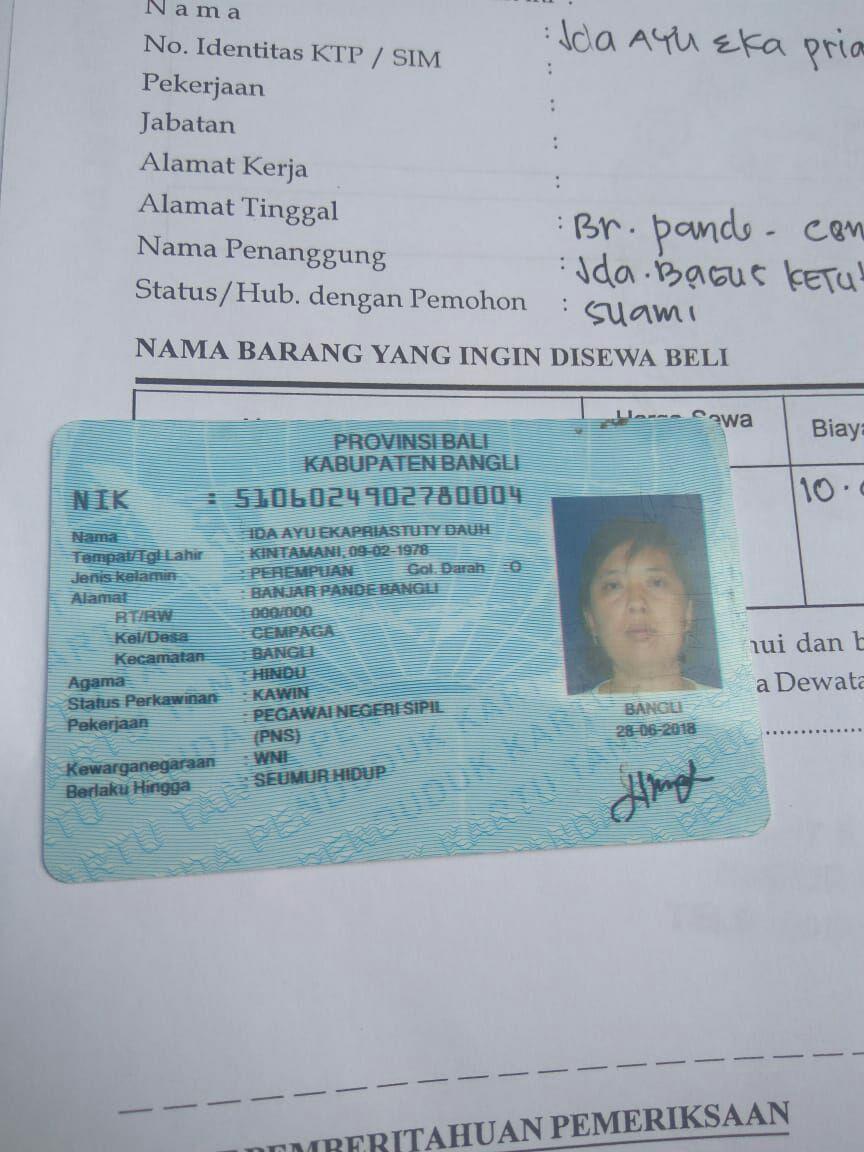 Nama : Ida AYU Eka pria
No. Identitas KTP / SIM :
Pekerjaan :
Jabatan :
Alamat Kerja :
Alamat Tinggal : Br. pande -
Nama Penanggung : Ida. BAGUS KETUt
Status/Hub. dengan Pemohon : SUAMI
NAMA BARANG YANG INGIN DISEWA BELI
Harga Sewa
Biaya
10.
PROVINSI BALI
KABUPATEN BANGLI
NIK : 5106024902780004
Nama : IDA AYU EKAPRIASTUTY DAUH
Tempat/Tgl Lahir : KINTAMANI, 09-02-1978
Jenis kelamin : PEREMPUAN Gol. Darah : O
Alamat : BANJAR PANDE BANGLI
RT/RW : 000/000
Kel/Desa : CEMPAGA
Kecamatan : BANGLI
Agama : HINDU
Status Perkawinan : KAWIN
Pekerjaan : PEGAWAI NEGERI SIPIL
(PNS)
Kewarganegaraan : WNI
Berlaku Hingga : SEUMUR HIDUP
BANGLI
28-06-2018
hui dan b
a Dewata
PEMBERITAHUAN PEMERIKSAAN